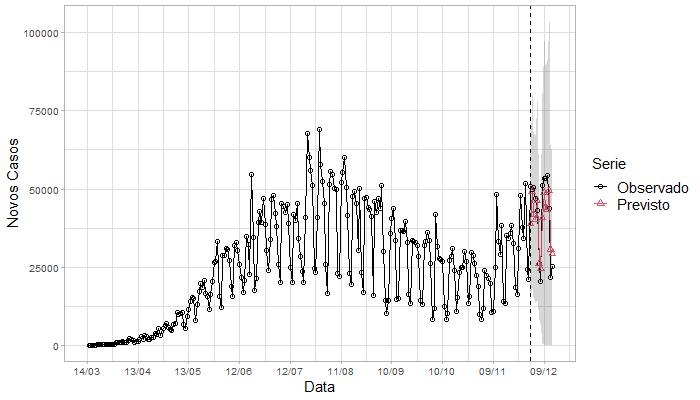 100000
75000
50000
25000
0
Novos Casos
14/03 13/04 13/05 12/06 12/07 11/08 10/09 10/10 09/11 09/12
Data
Serie
Observado
Previsto